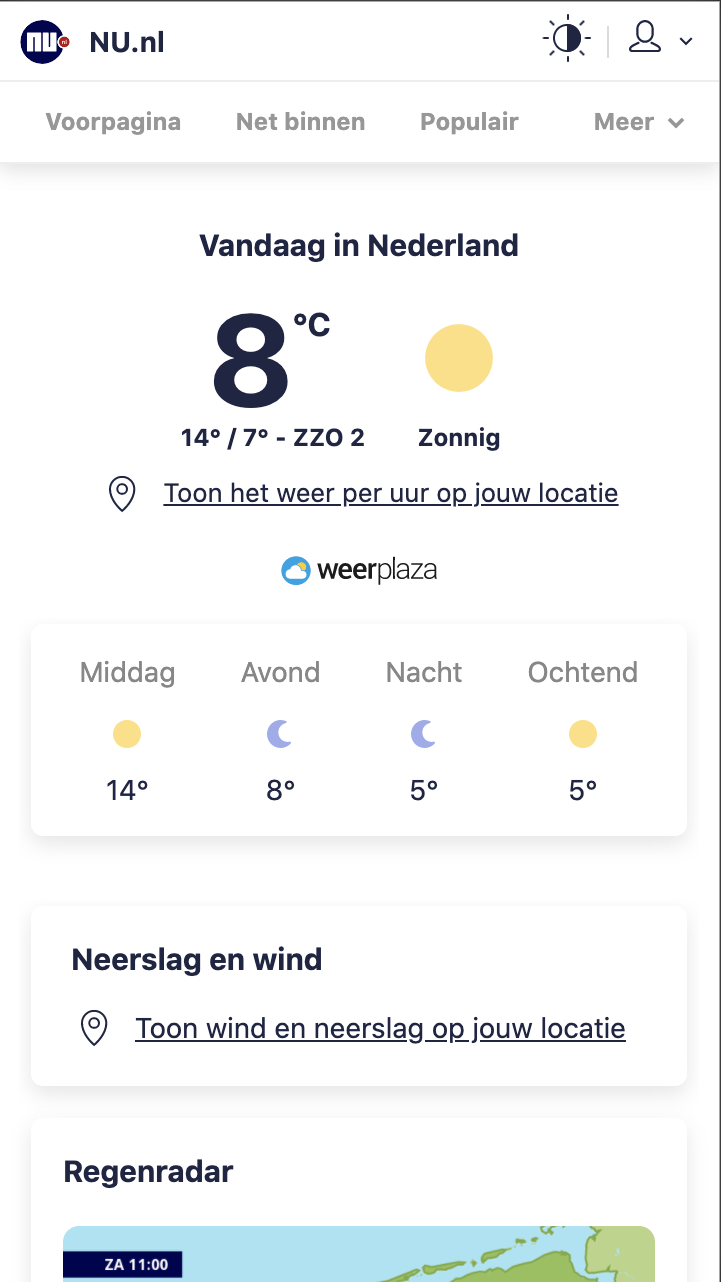 NU nl NU.nl
Voorpagina Net binnen Populair Meer
Vandaag in Nederland
8 °C
14° / 7° - ZZO 2 Zonnig
Toon het weer per uur op jouw locatie
weerplaza
Middag Avond Nacht Ochtend
14° 8° 5° 5°
Neerslag en wind
Toon wind en neerslag op jouw locatie
Regenradar
ZA 11:00